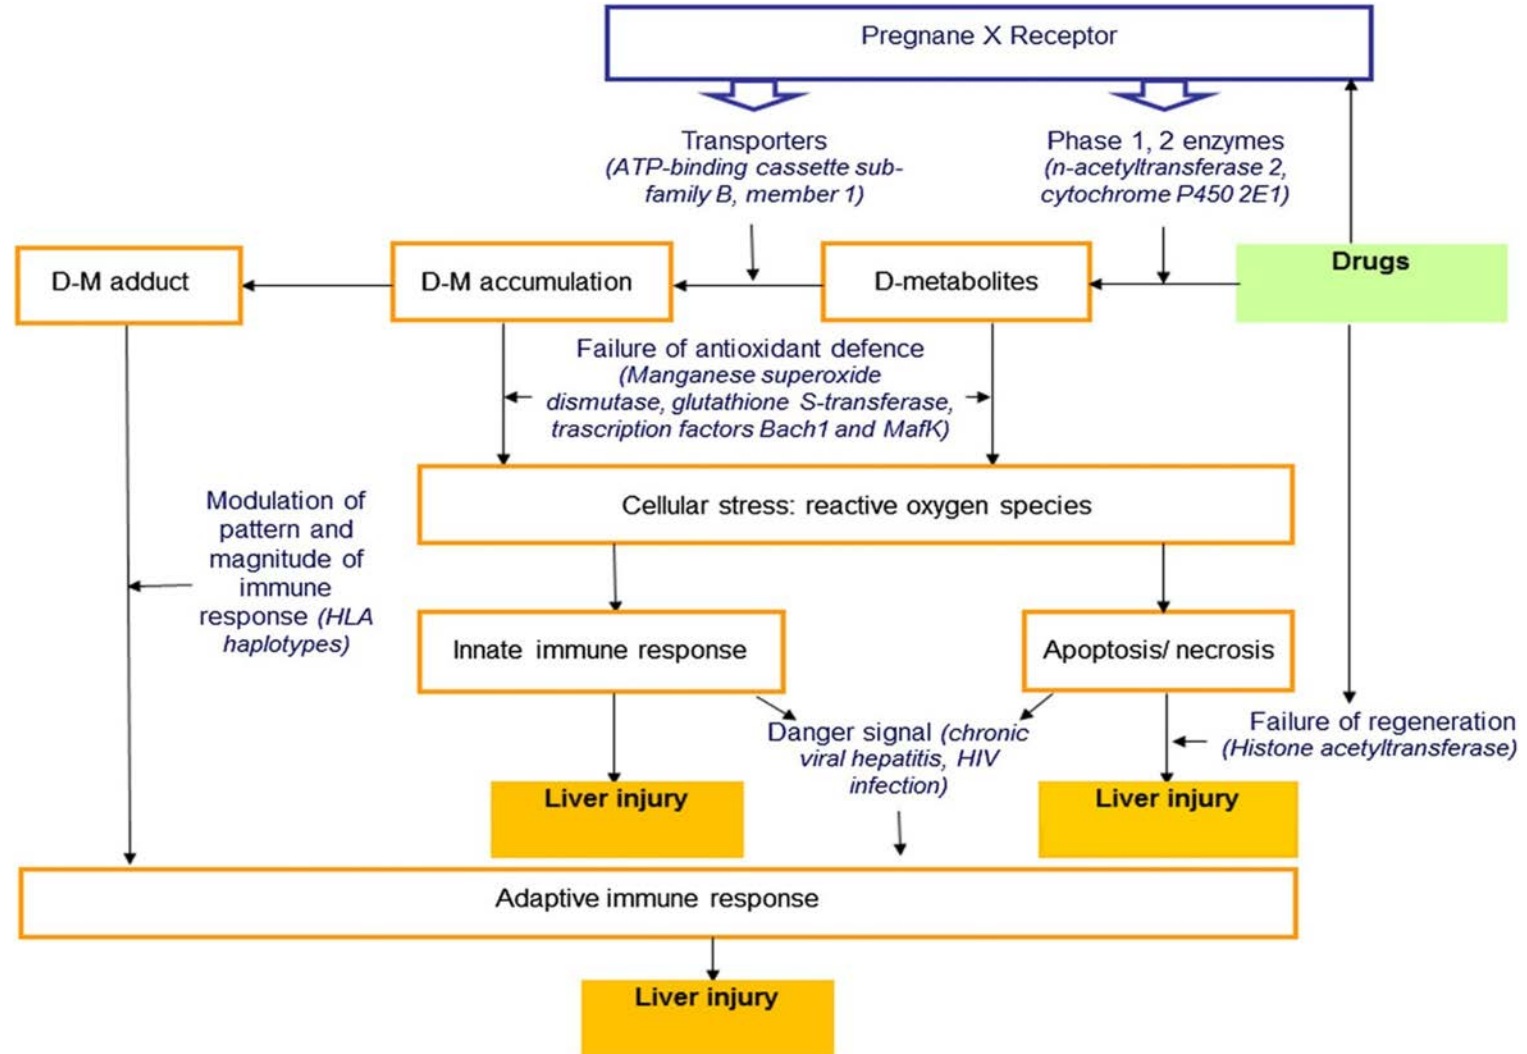 Pregnane X Receptor
Transporters
(ATP-binding cassette sub-
family B, member 1)
Phase 1, 2 enzymes
(n-acetyltransferase 2,
cytochrome P450 2E1)
D-M adduct
D-M accumulation
D-metabolites
Drugs
Failure of antioxidant defence
(Manganese superoxide
dismutase, glutathione S-transferase,
trascription factors Bach1 and MafK)
Cellular stress: reactive oxygen species
Modulation of
pattern and
magnitude of
immune
response (HLA
haplotypes)
Innate immune response
Apoptosis/ necrosis
Danger signal (chronic
viral hepatitis, HIV
infection)
Failure of regeneration
(Histone acetyltransferase)
Liver injury
Liver injury
Adaptive immune response
Liver injury